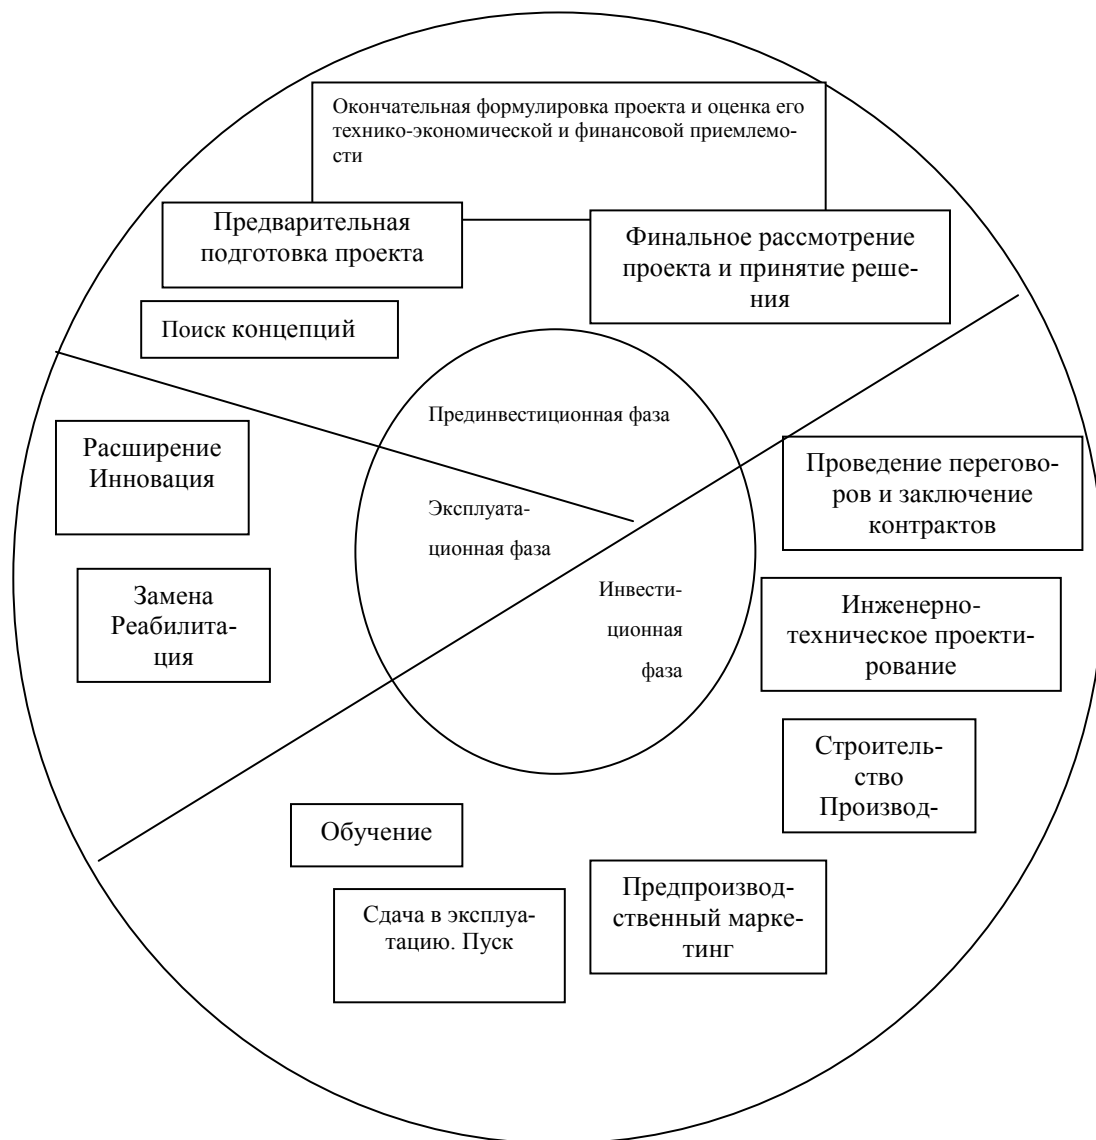 Окончательная формулировка проекта и оценка его
технико-экономической и финансовой приемлемо-
сти
Предварительная
подготовка проекта
Финальное рассмотрение
проекта и принятие реше-
ния
Поиск концепций
Прединвестиционная фаза
Расширение
Инновация
Проведение перегово-
ров и заключение
контрактов
Эксплуата-
ционная фаза
Замена
Реабилита-
ция
Инвести-
ционная
фаза
Инженерно-
техническое проекти-
рование
Строитель-
ство
Производ-
Обучение
Предпроизвод-
ственный марке-
тинг
Сдача в эксплуа-
тацию. Пуск